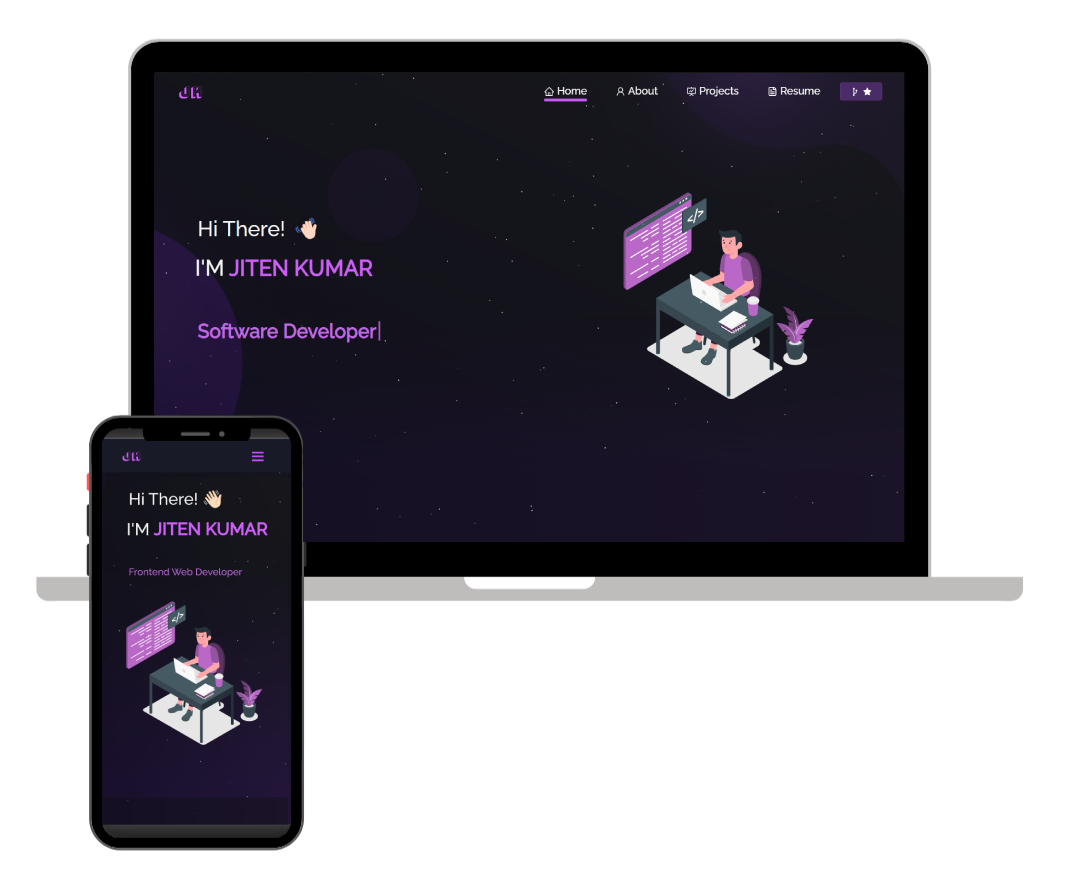 JK
Home About Projects Resume
Hi There! 👋🏻
I'M JITEN KUMAR
Software Developer|
</>
JK
Hi There! 👋🏻
I'M JITEN KUMAR
Frontend Web Developer
</>